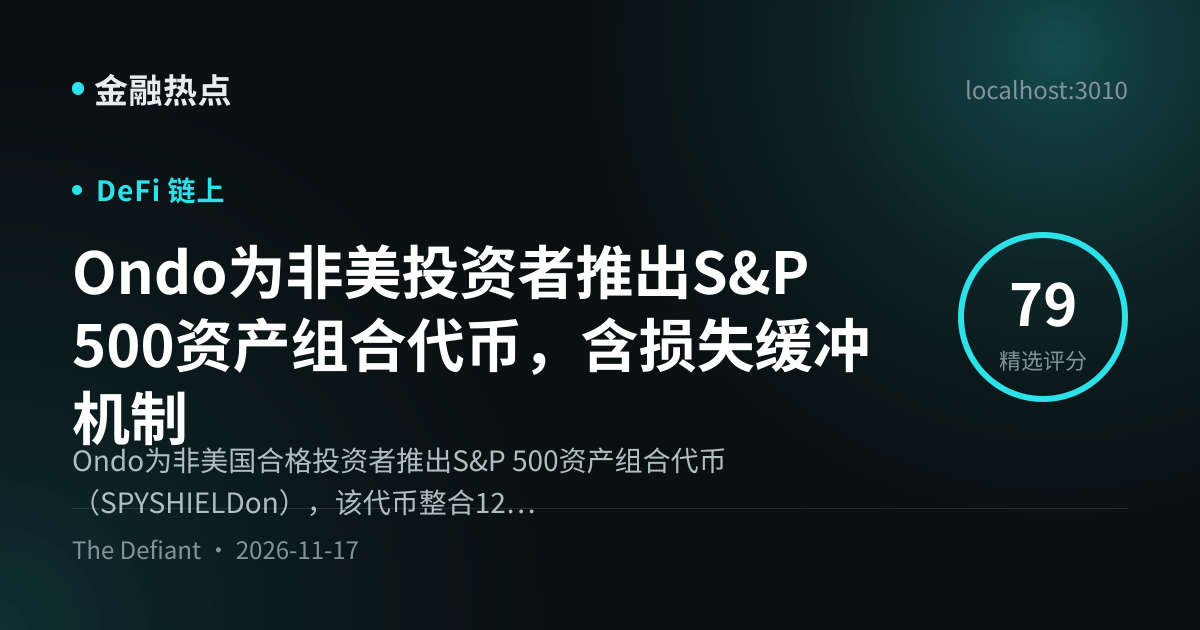 金融热点
localhost:3010
DeFi 链上
Ondo为非美投资者推出S&P
500资产组合代币，含损失缓冲
机制
79
精选评分
Ondo为非美国合格投资者推出S&P 500资产组合代币
（SPYSHIELDon），该代币整合12…
The Defiant · 2026-11-17